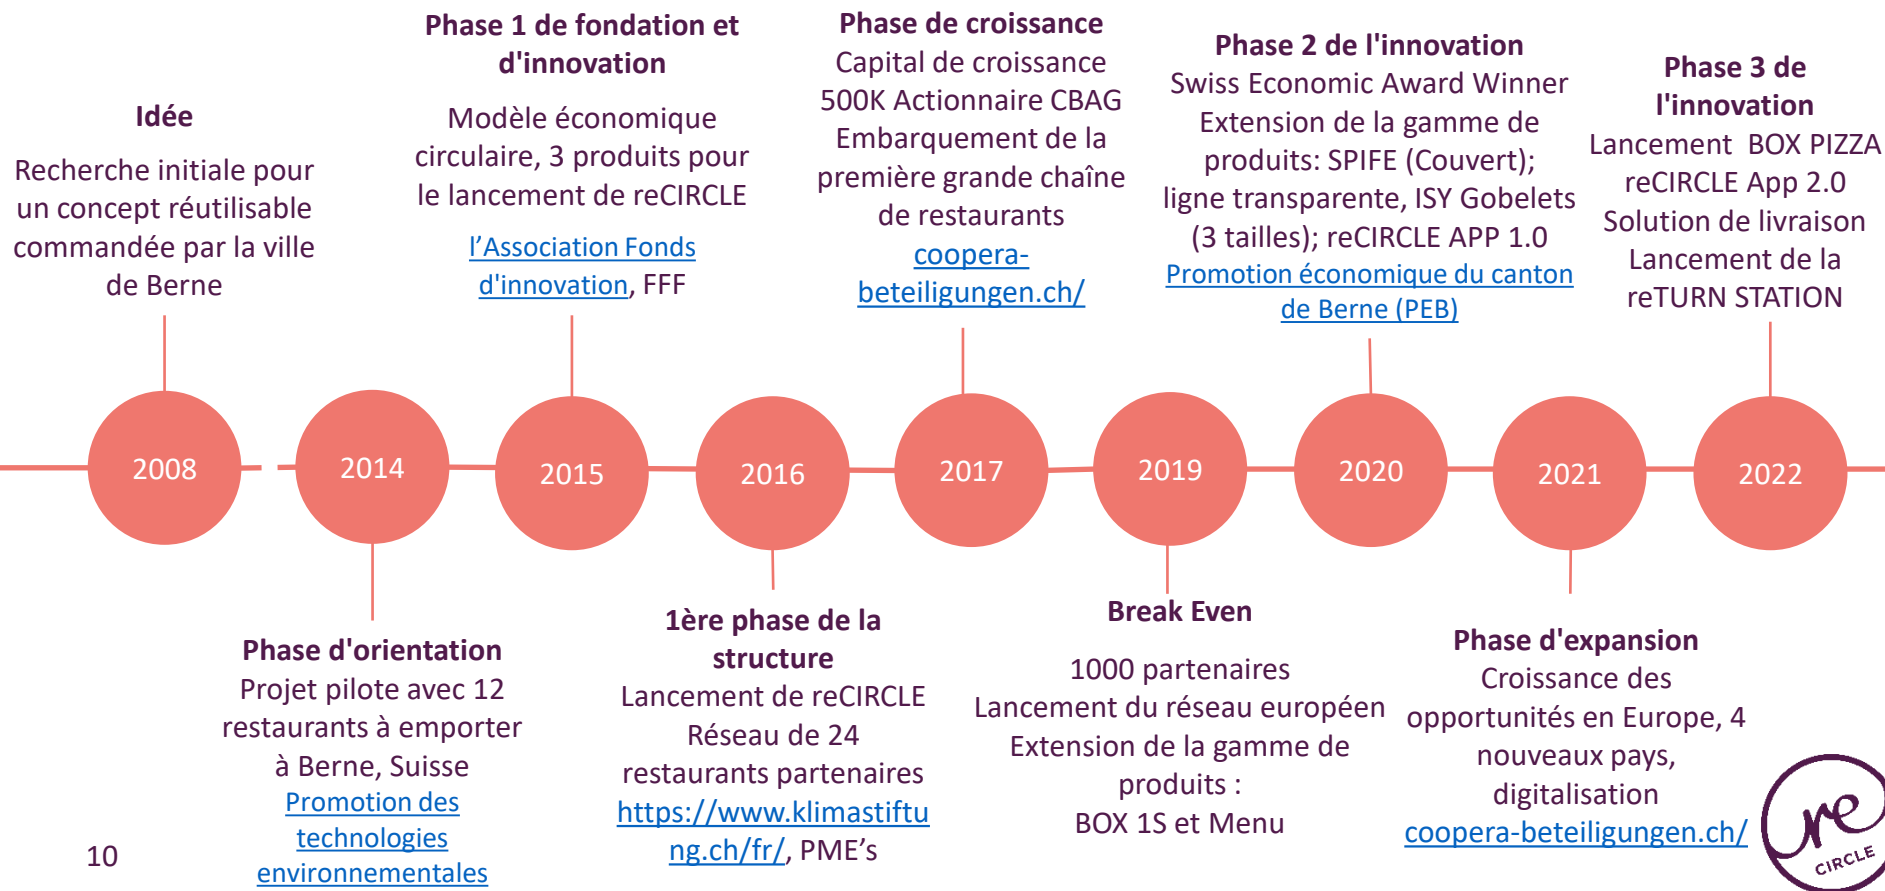 Idée
Recherche initiale pour
un concept réutilisable
commandée par la ville
de Berne
Phase 1 de fondation et
d'innovation
Modèle économique
circulaire, 3 produits pour
le lancement de reCIRCLE
l’Association Fonds
d'innovation, FFF
Phase de croissance
Capital de croissance
500K Actionnaire CBAG
Embarquement de la
première grande chaîne
de restaurants
coopera-
beteiligungen.ch/
Phase 2 de l'innovation
Swiss Economic Award Winner
Extension de la gamme de
produits: SPIFE (Couvert);
ligne transparente, ISY Gobelets
(3 tailles); reCIRCLE APP 1.0
Promotion économique du canton
de Berne (PEB)
Phase 3 de
l'innovation
Lancement  BOX PIZZA
reCIRCLE App 2.0
Solution de livraison
Lancement de la
reTURN STATION
2008
2014
2015
2016
2017
2019
2020
2021
2022
Phase d'orientation
Projet pilote avec 12
restaurants à emporter
à Berne, Suisse
Promotion des
technologies
environnementales
1ère phase de la
structure
Lancement de reCIRCLE
Réseau de 24
restaurants partenaires
https://www.klimastiftu
ng.ch/fr/, PME’s
Break Even
1000 partenaires
Lancement du réseau européen
Extension de la gamme de
produits :
BOX 1S et Menu
Phase d'expansion
Croissance des
opportunités en Europe, 4
nouveaux pays,
digitalisation
coopera-beteiligungen.ch/
re
CIRCLE
10